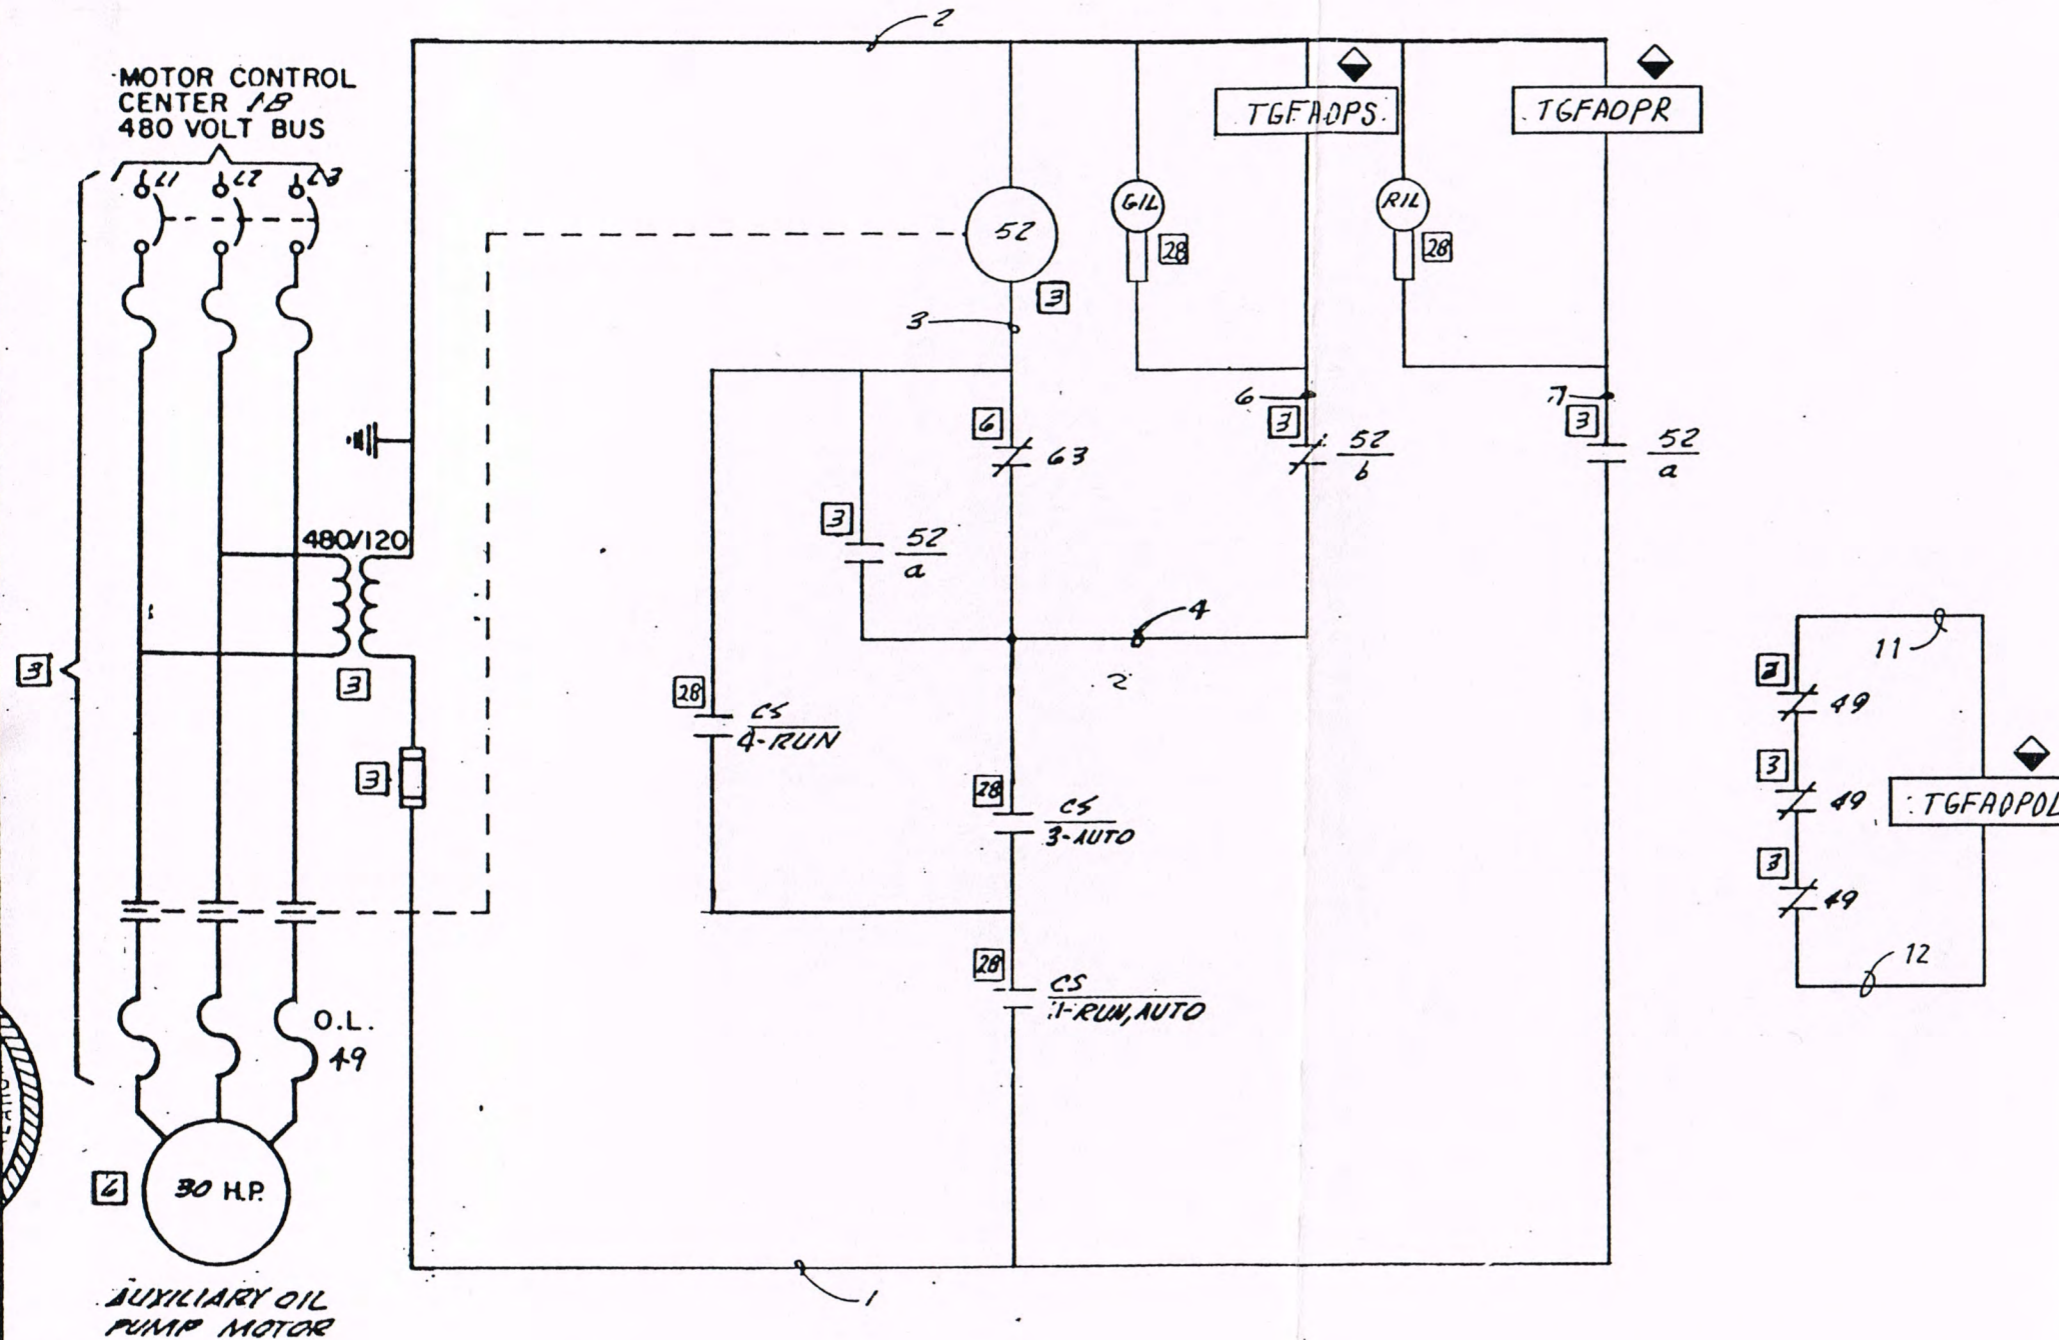 2
MOTOR CONTROL
CENTER 1B
480 VOLT BUS
L1 L2 L3
TGFAOPS
TGFAOPR
52
3
GIL
28
RIL
28
3
6
63
6
3
52
b
7
3
52
a
480/120
3
3
52
a
4
2
3
28
CS
4-RUN
3
28
CS
3-AUTO
28
CS
1-RUN, AUTO
O.L.
49
6
30 H.P.
AUXILIARY OIL
PUMP MOTOR
1
11
3
49
3
49
TGFAOPOL
3
49
12